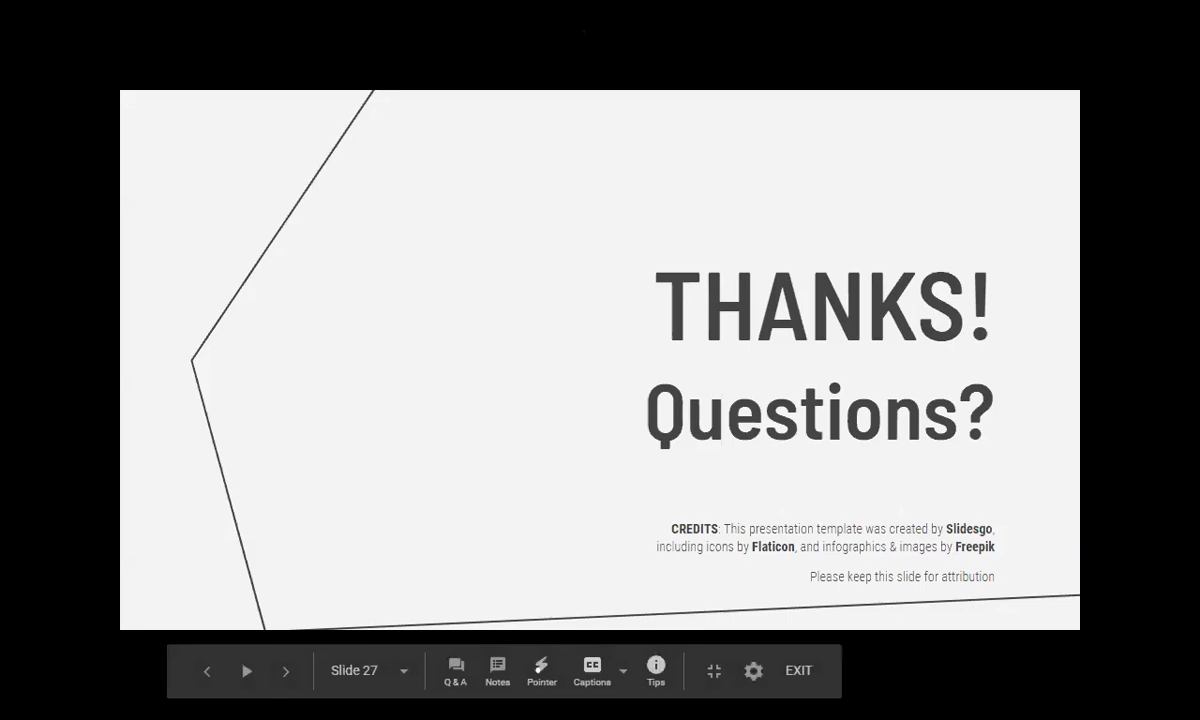 THANKS!
Questions?
CREDITS: This presentation template was created by Slidesgo,
including icons by Flaticon, and infographics & images by Freepik
Please keep this slide for attribution
Slide 27
Q & A
Notes
Pointer
CC
Captions
Tips
EXIT